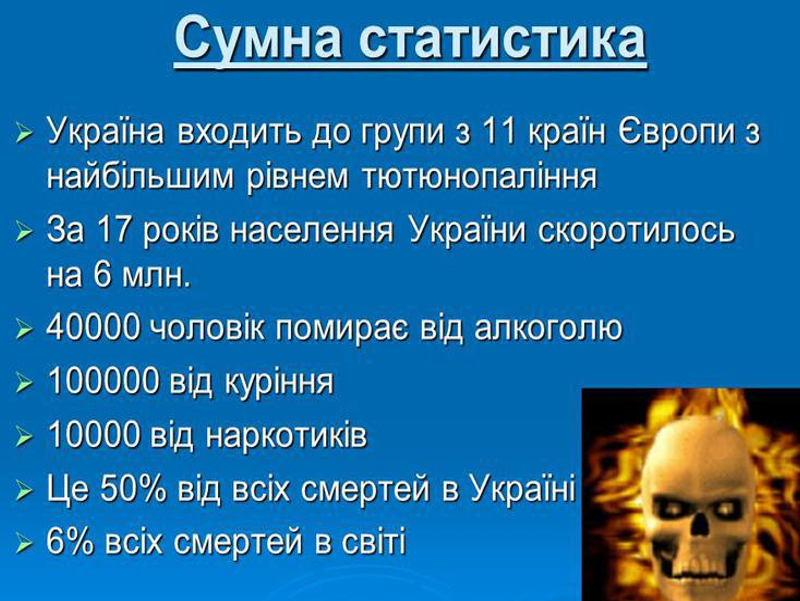 Сумна статистика
Україна входить до групи з 11 країн Європи з
найбільшим рівнем тютюнопаління
За 17 років населення України скоротилось
на 6 млн.
40000 чоловік помирає від алкоголю
100000 від куріння
10000 від наркотиків
Це 50% від всіх смертей в Україні
6% всіх смертей в світі